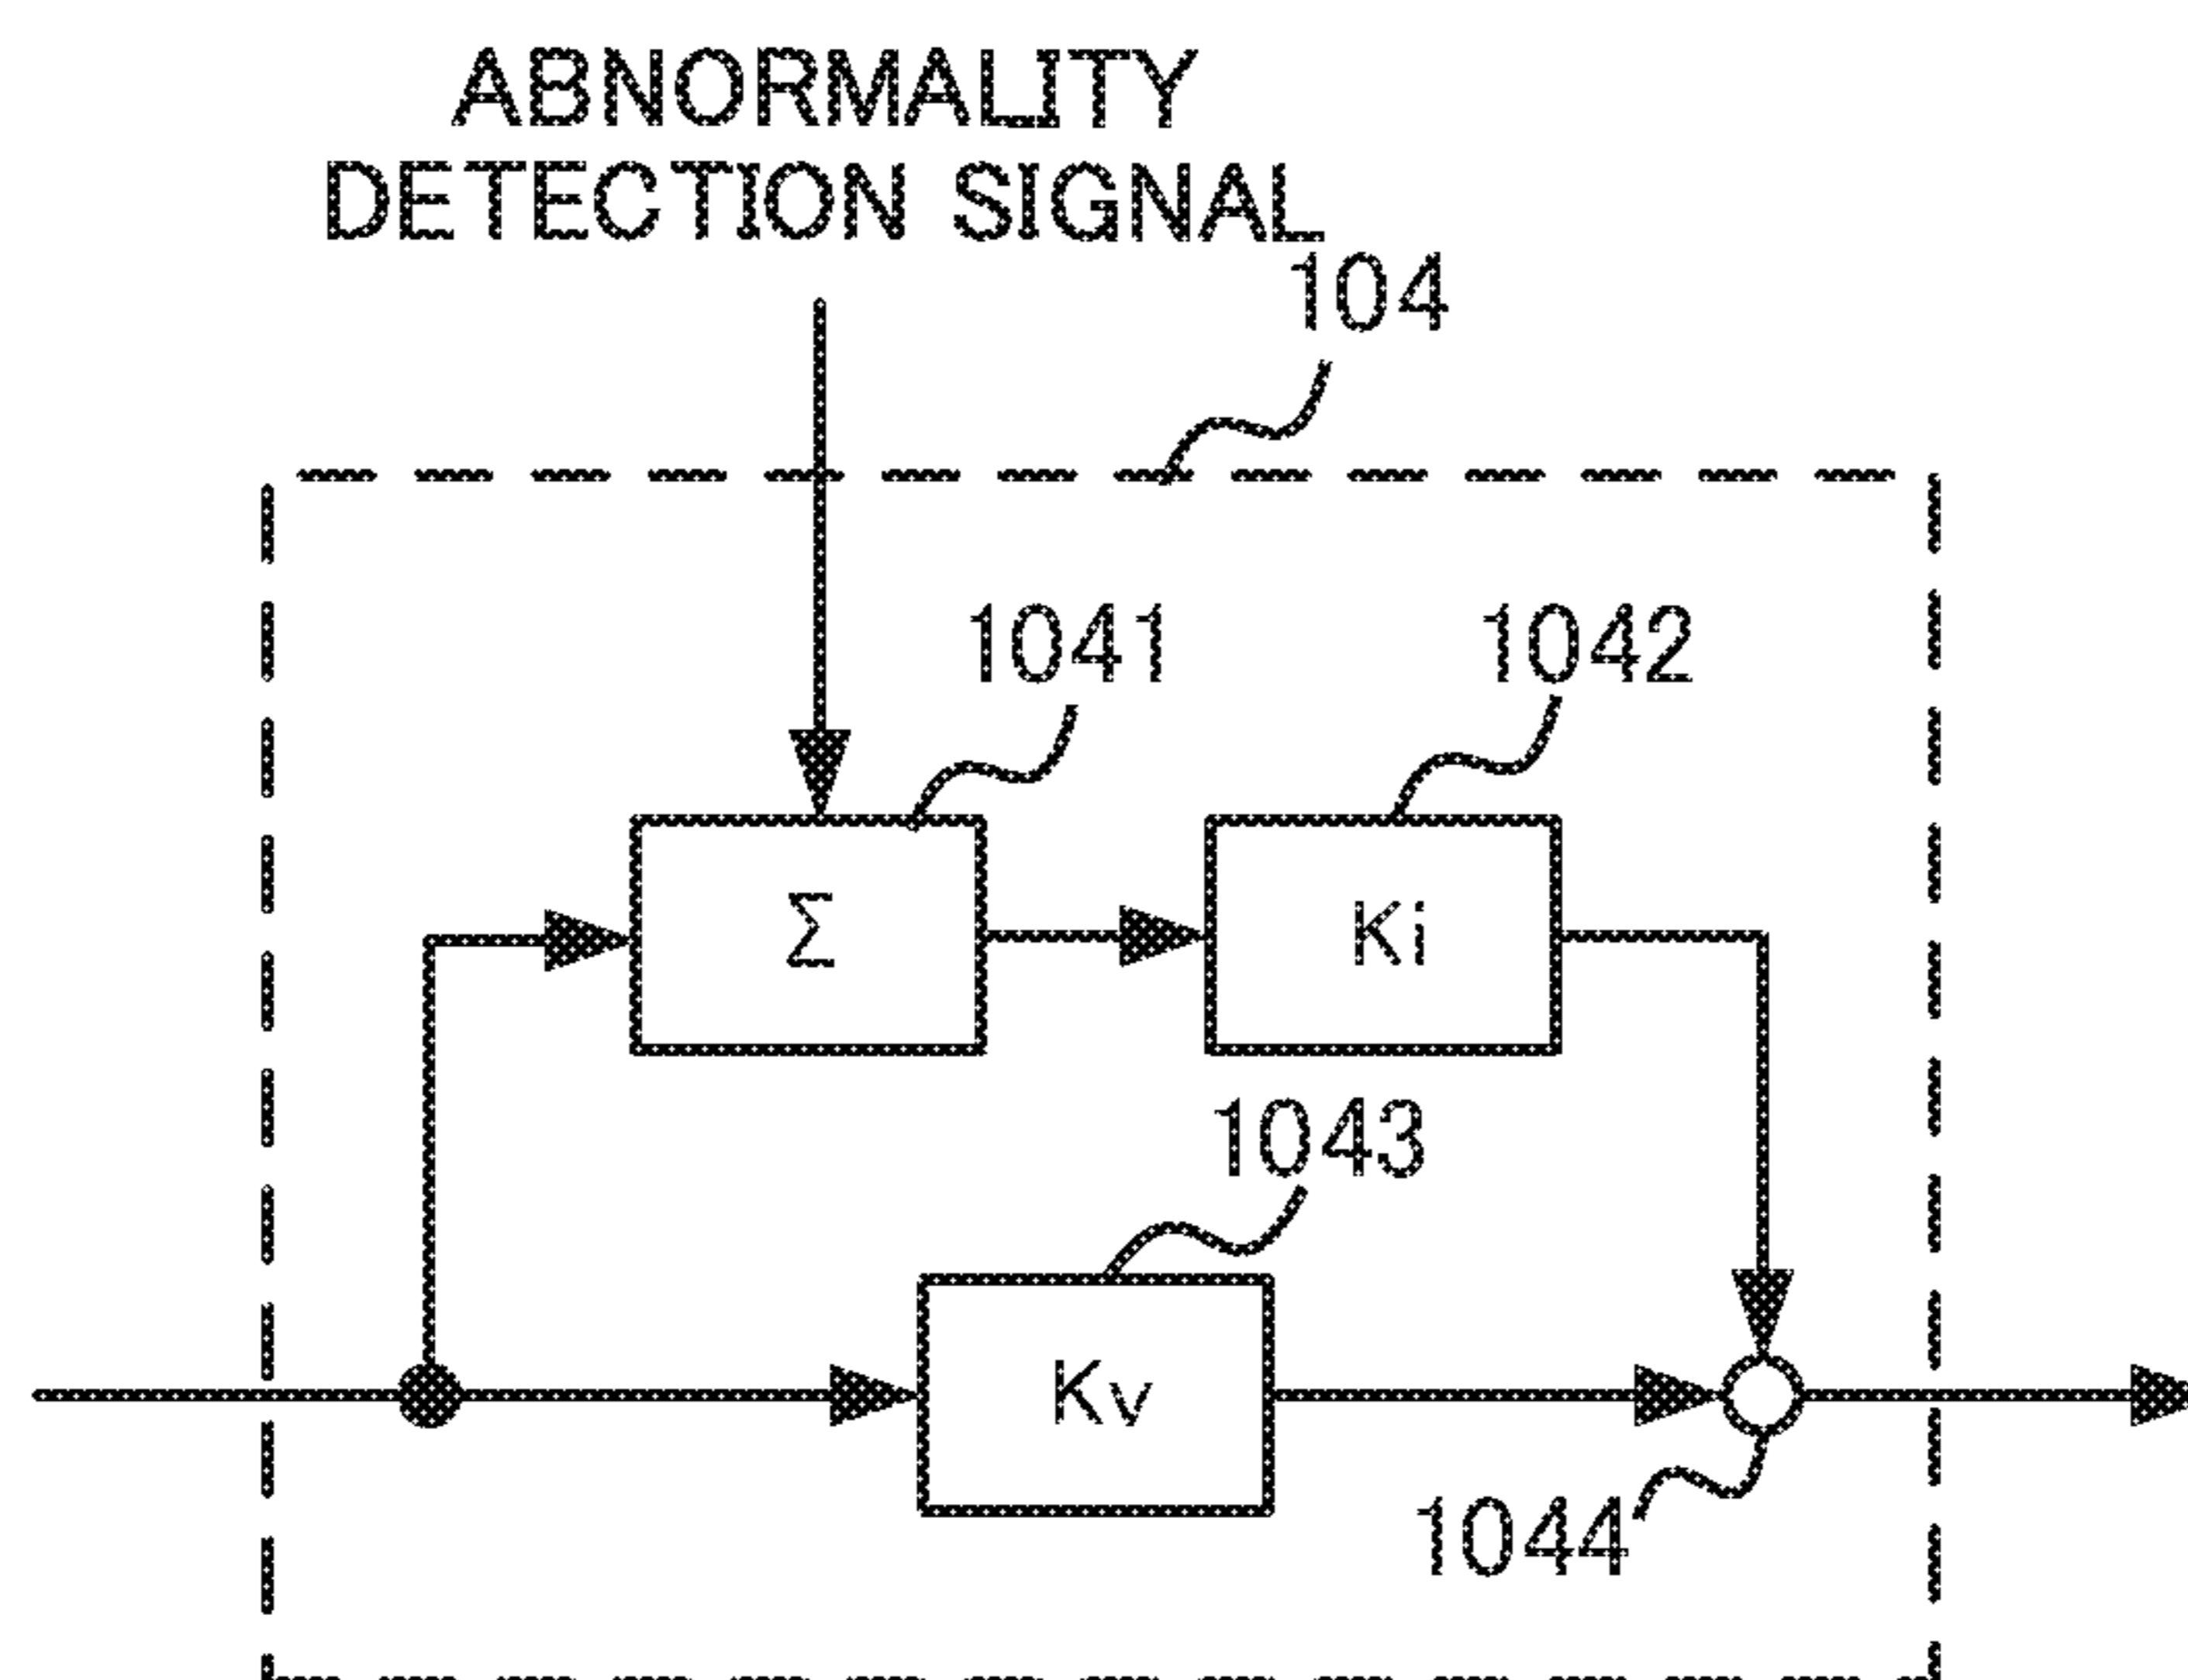 ABNORMALITY
DETECTION SIGNAL
104
1041
1042
Σ
Ki
1043
Kv
1044